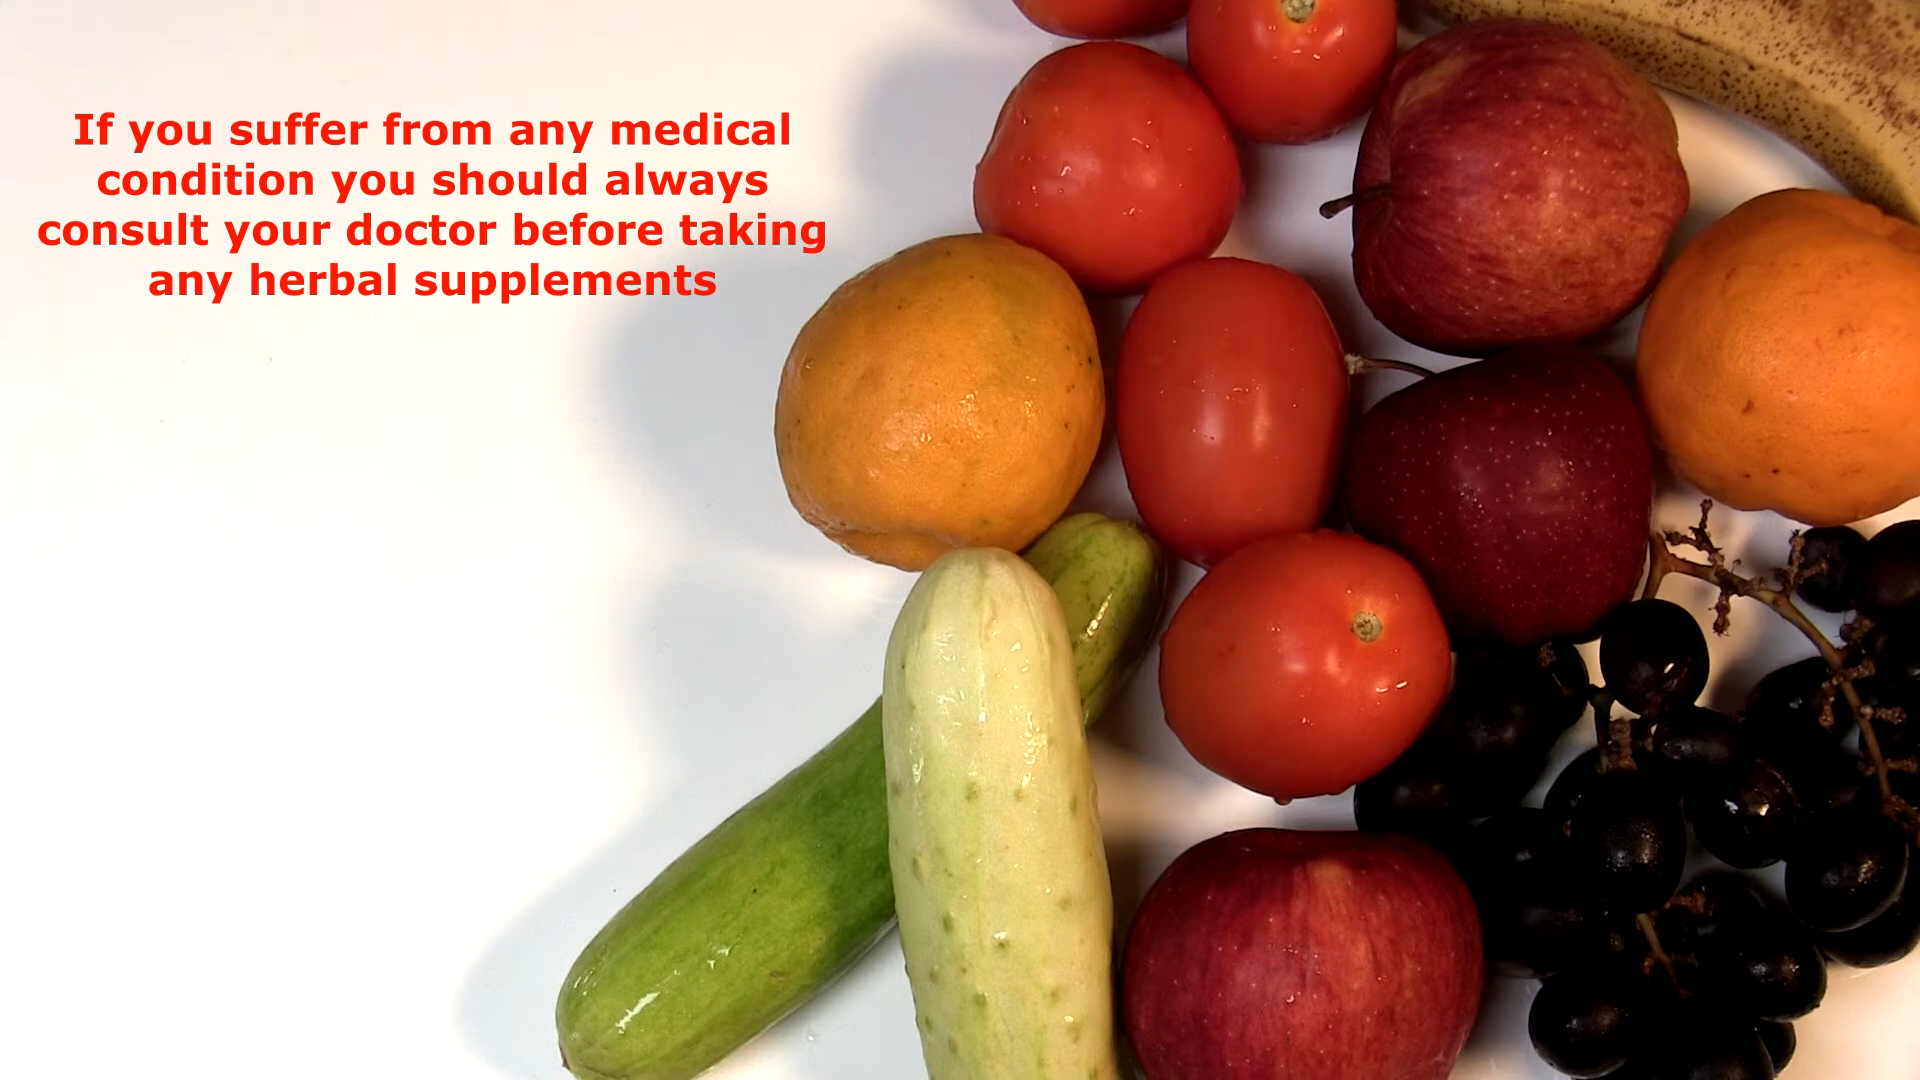 If you suffer from any medical
condition you should always
consult your doctor before taking
any herbal supplements